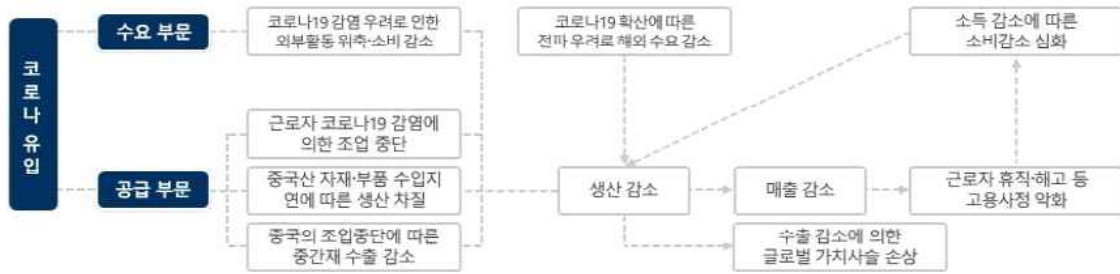 코로나 유입
수요 부문
코로나19 감염 우려로 인한
외부활동 위축·소비 감소
코로나19 확산에 따른
전파 우려로 해외 수요 감소
소득 감소에 따른
소비감소 심화
근로자 코로나19 감염에
의한 조업 중단
공급 부문
중국산 자재·부품 수입지
연에 따른 생산 차질
생산 감소
매출 감소
근로자 휴직·해고 등
고용사정 악화
중국의 조업중단에 따른
중간재 수출 감소
수출 감소에 의한
글로벌 가치사슬 손상